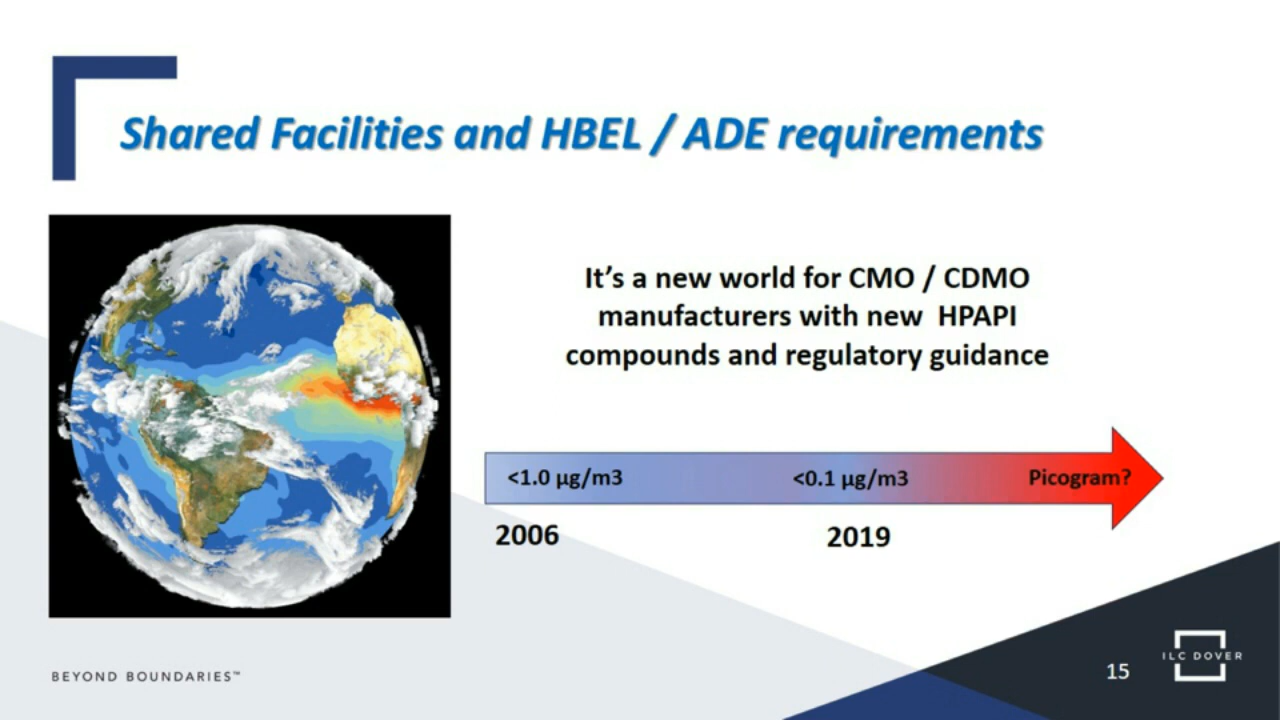 Shared Facilities and HBEL / ADE requirements
It’s a new world for CMO / CDMO
manufacturers with new HPAPI
compounds and regulatory guidance
<1.0 µg/m3
<0.1 µg/m3
Picogram?
2006
2019
BEYOND BOUNDARIES™
15
ILC DOVER